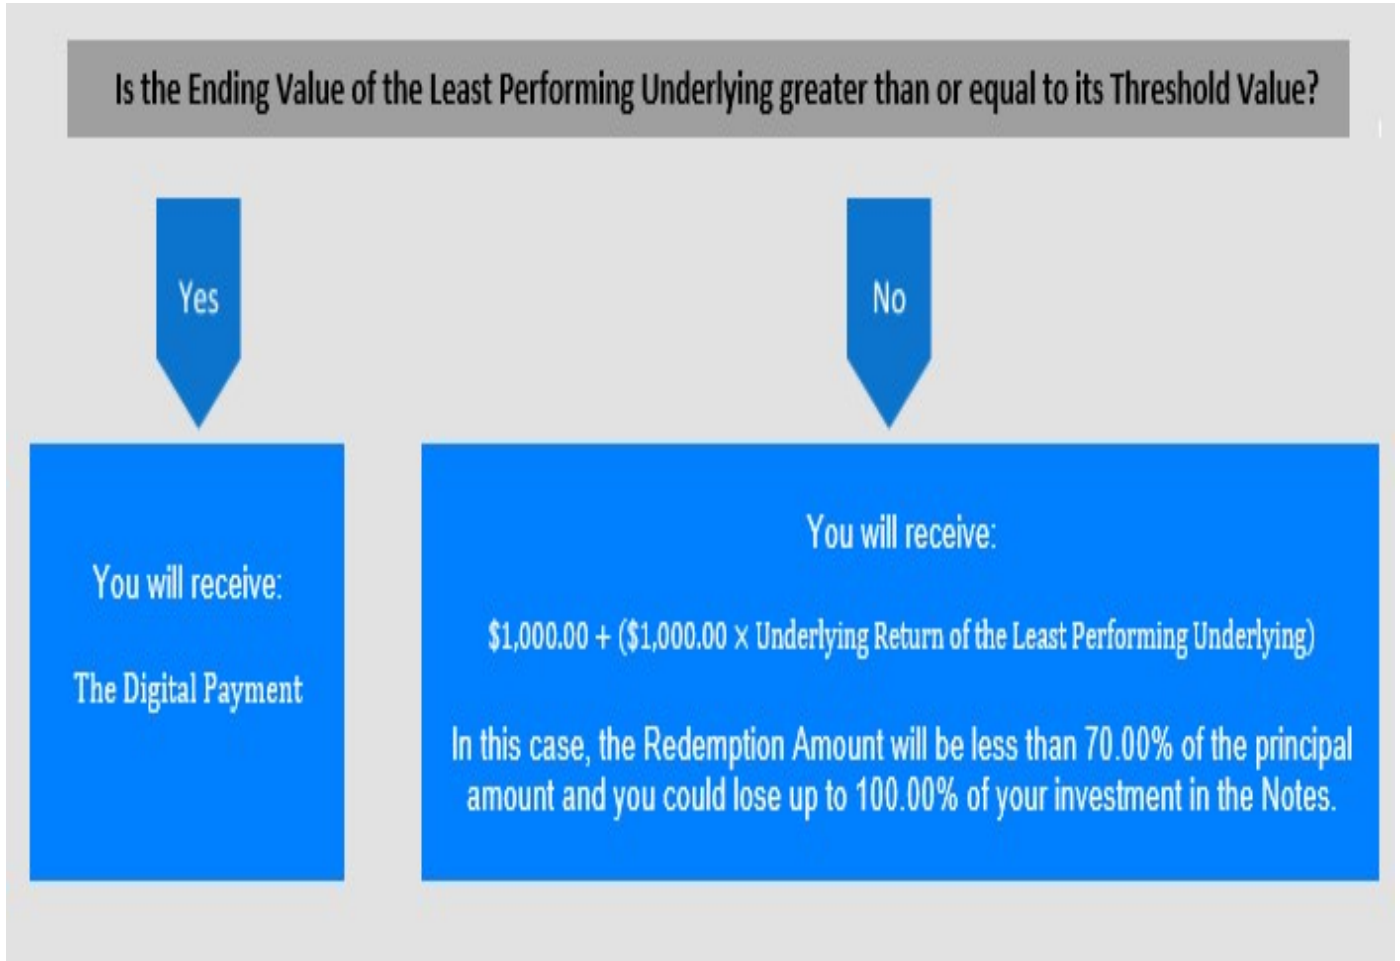 Is the Ending Value of the Least Performing Underlying greater than or equal to its Threshold Value?
Yes
No
You will receive:
The Digital Payment
You will receive:
$1,000.00 + ($1,000.00 × Underlying Return of the Least Performing Underlying)
In this case, the Redemption Amount will be less than 70.00% of the principal
amount and you could lose up to 100.00% of your investment in the Notes.